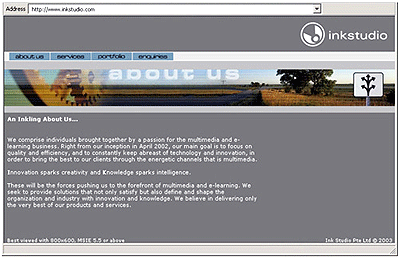 Address http://www.inkstudio.com
inkstudio
about us services portfolio enquires
about us
An Inkling About Us...
We comprise individuals brought together by a passion for the multimedia and e-
learning business. Right from our inception in April 2002, our main goal is to focus on
quality and efficiency, and to constantly keep abreast of technology and innovation, in
order to bring the best to our clients through the energetic channels that is multimedia.
Innovation sparks creativity and Knowledge sparks intelligence.
These will be the forces pushing us to the forefront of multimedia and e-learning. We
seek to provide solutions that not only satisfy but also define and shape the
organization and industry with innovation and knowledge. We believe in delivering only
the very best of our products and services.
Best viewed with 800x600, MSIE 5.5 or above
Ink Studio Pte Ltd © 2003